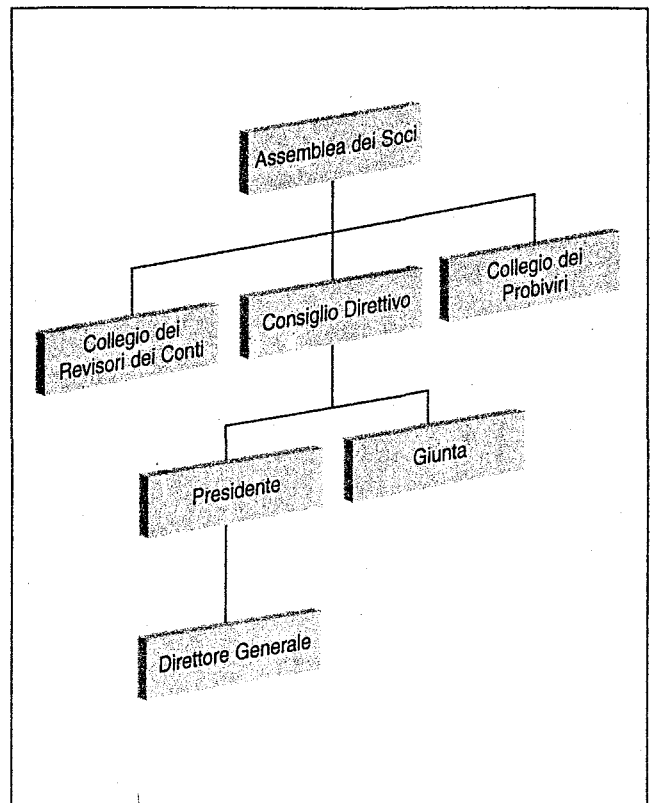 Assemblea dei Soci
Collegio dei
Revisori dei Conti
Consiglio Direttivo
Collegio dei
Probiviri
Presidente
Giunta
Direttore Generale